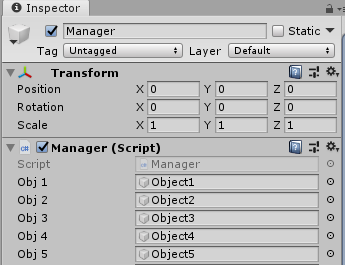 Inspector
Manager Static
Tag Untagged Layer Default
Transform
Position X 0 Y 0 Z 0
Rotation X 0 Y 0 Z 0
Scale X 1 Y 1 Z 1
Manager (Script)
Script Manager
Obj 1 Object1
Obj 2 Object2
Obj 3 Object3
Obj 4 Object4
Obj 5 Object5